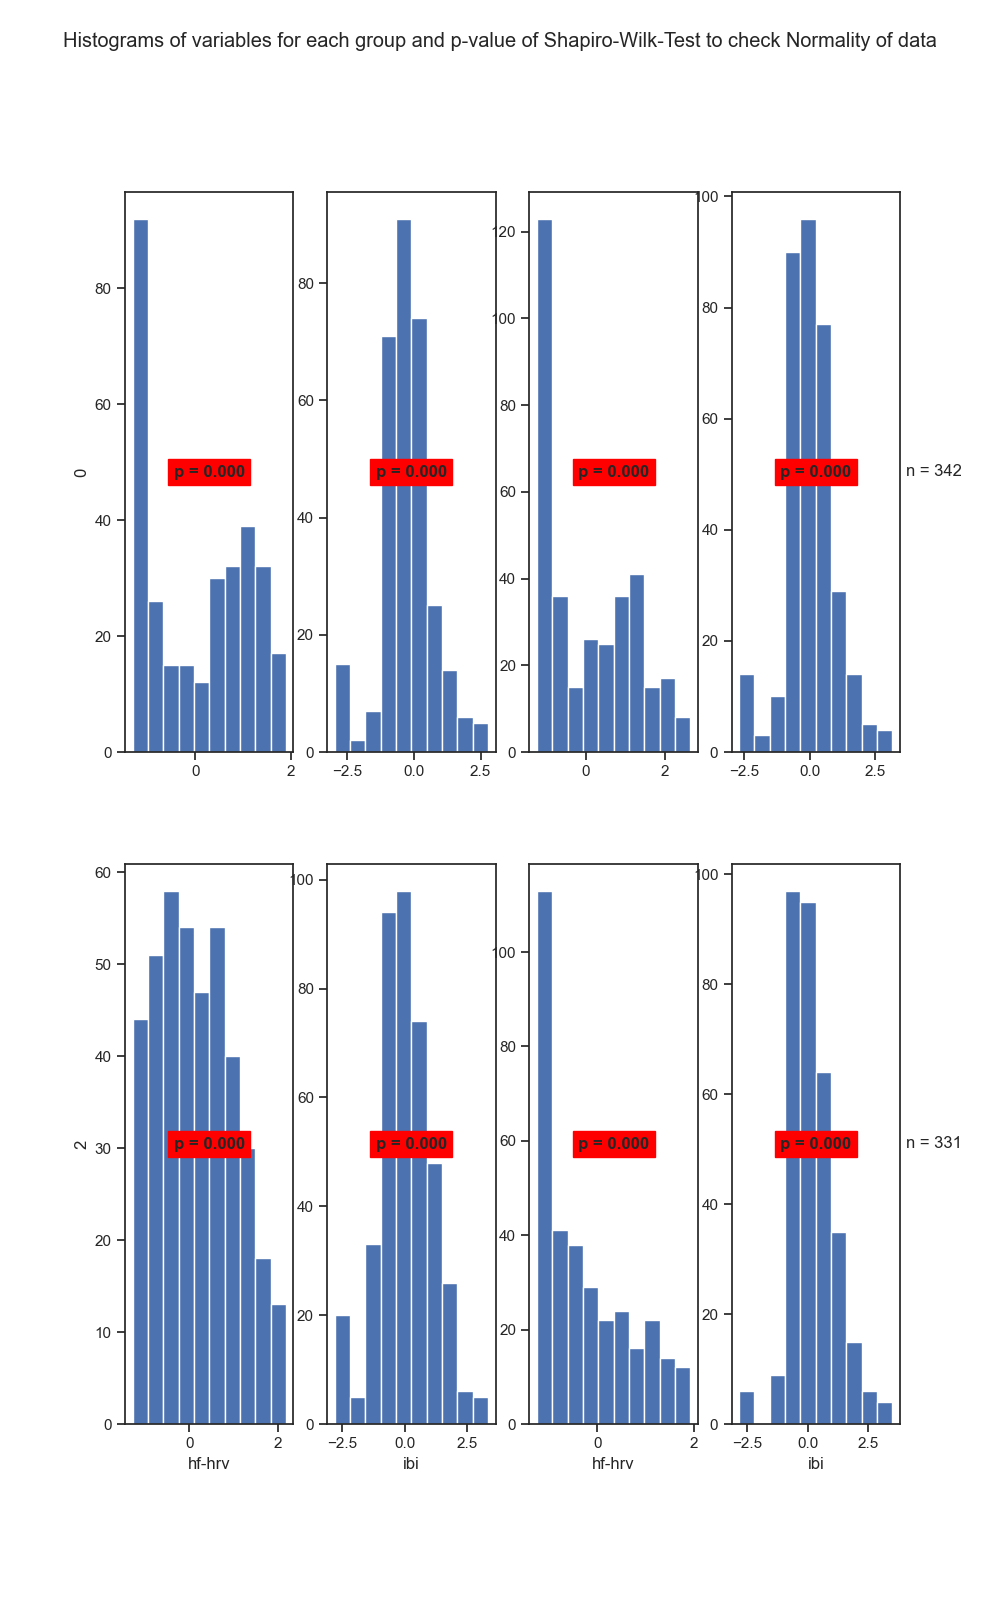 Histograms of variables for each group and p-value of Shapiro-Wilk-Test to check Normality of data
0
80
60
40
20
0
p = 0.000
0 2
80
60
40
20
0
p = 0.000
−2.5 0.0 2.5
120
100
80
60
40
20
0
p = 0.000
0 2
100
80
60
40
20
0
p = 0.000
−2.5 0.0 2.5
n = 342
2
60
50
40
30
20
10
0
p = 0.000
0 2
hf-hrv
100
80
60
40
20
0
p = 0.000
−2.5 0.0 2.5
ibi
100
80
60
40
20
0
p = 0.000
0 2
hf-hrv
100
80
60
40
20
0
p = 0.000
−2.5 0.0 2.5
ibi
n = 331